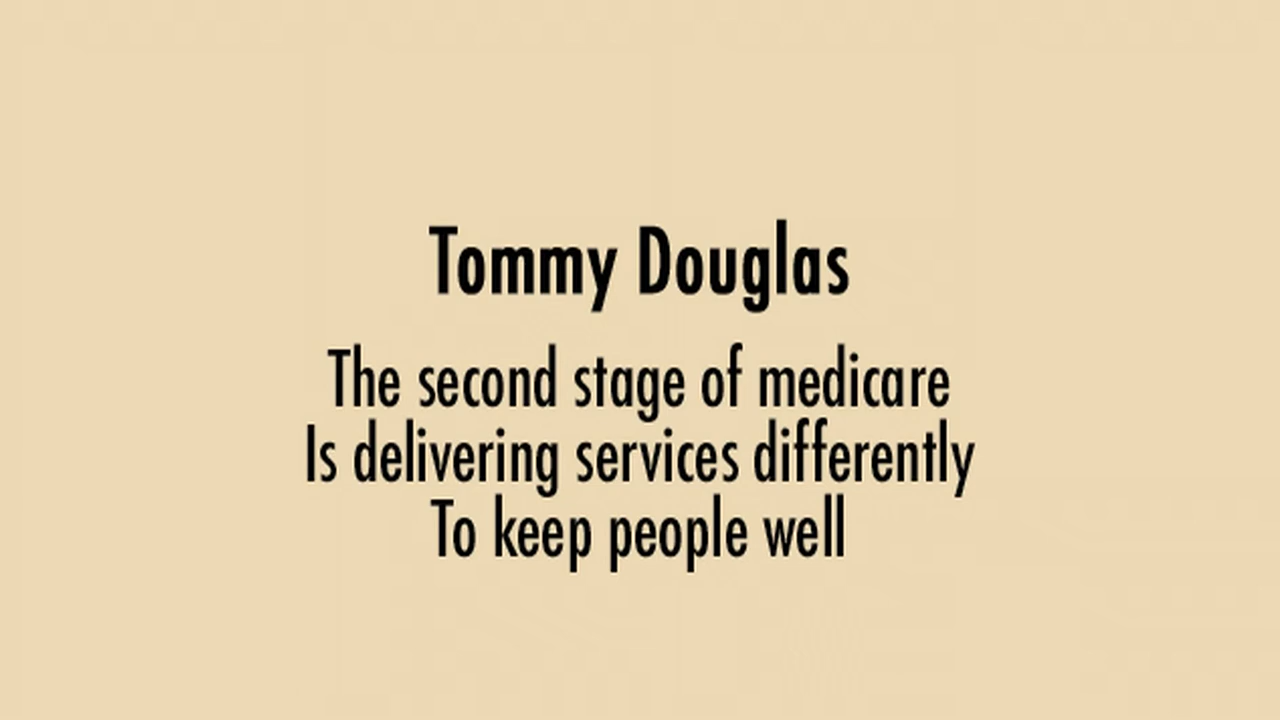 Tommy Douglas
The second stage of medicare
Is delivering services differently
To keep people well